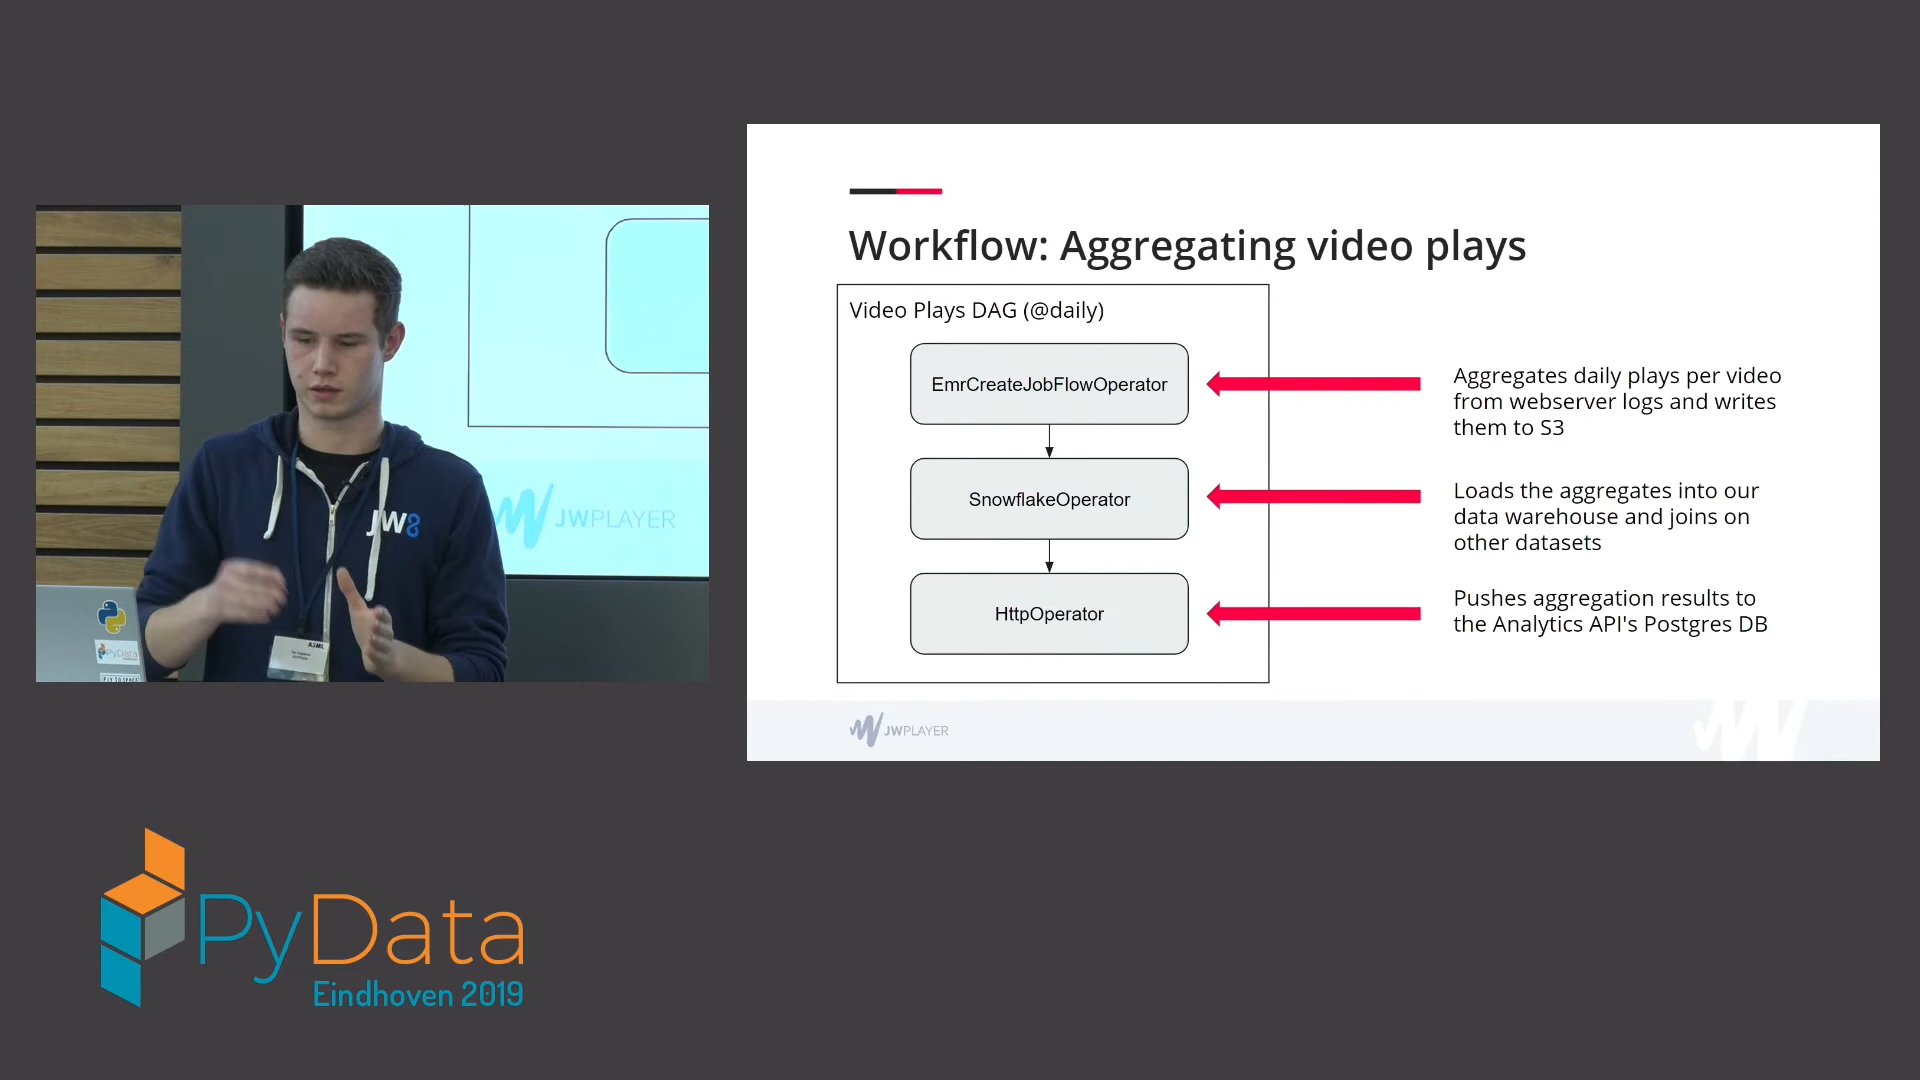 Workflow: Aggregating video plays
Video Plays DAG (@daily)
EmrCreateJobFlowOperator
SnowflakeOperator
HttpOperator
Aggregates daily plays per video
from webserver logs and writes
them to S3
Loads the aggregates into our
data warehouse and joins on
other datasets
Pushes aggregation results to
the Analytics API's Postgres DB
JWPLAYER
JWPLAYER
JW8
ASML
PyData
PyData
Eindhoven 2019